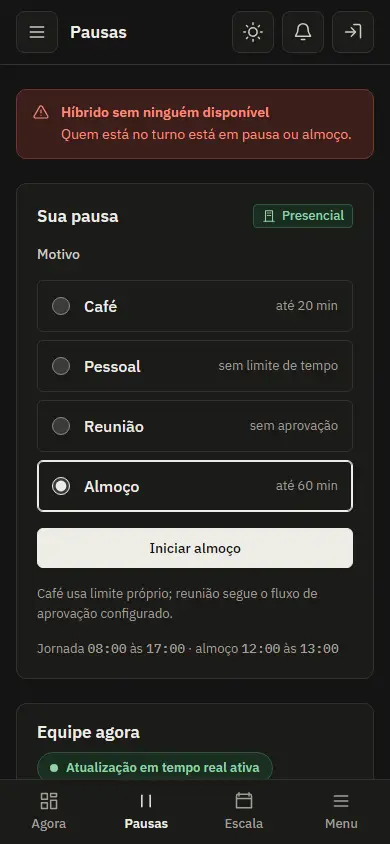 Pausas
Híbrido sem ninguém disponível
Quem está no turno está em pausa ou almoço.
Sua pausa
Presencial
Motivo
Café
até 20 min
Pessoal
sem limite de tempo
Reunião
sem aprovação
Almoço
até 60 min
Iniciar almoço
Café usa limite próprio; reunião segue o fluxo de
aprovação configurado.
Jornada 08:00 às 17:00 · almoço 12:00 às 13:00
Equipe agora
Atualização em tempo real ativa
Agora
Pausas
Escala
Menu